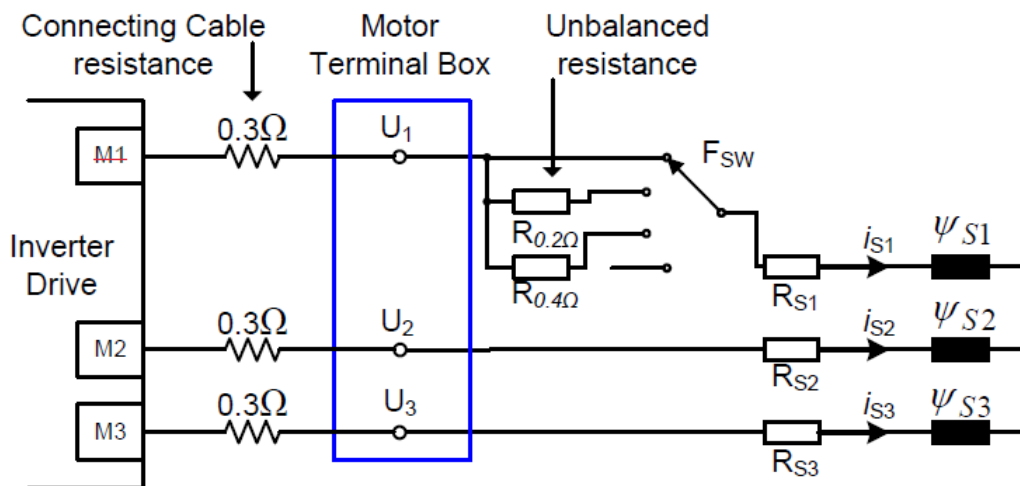 Connecting Cable
resistance
Motor
Terminal Box
Unbalanced
resistance
0.3Ω
U1
FSW
M1
R0.2Ω
Inverter
Drive
R0.4Ω
iS1
ψS1
RS1
0.3Ω
U2
iS2
ψS2
M2
RS2
0.3Ω
U3
iS3
ψS3
M3
RS3